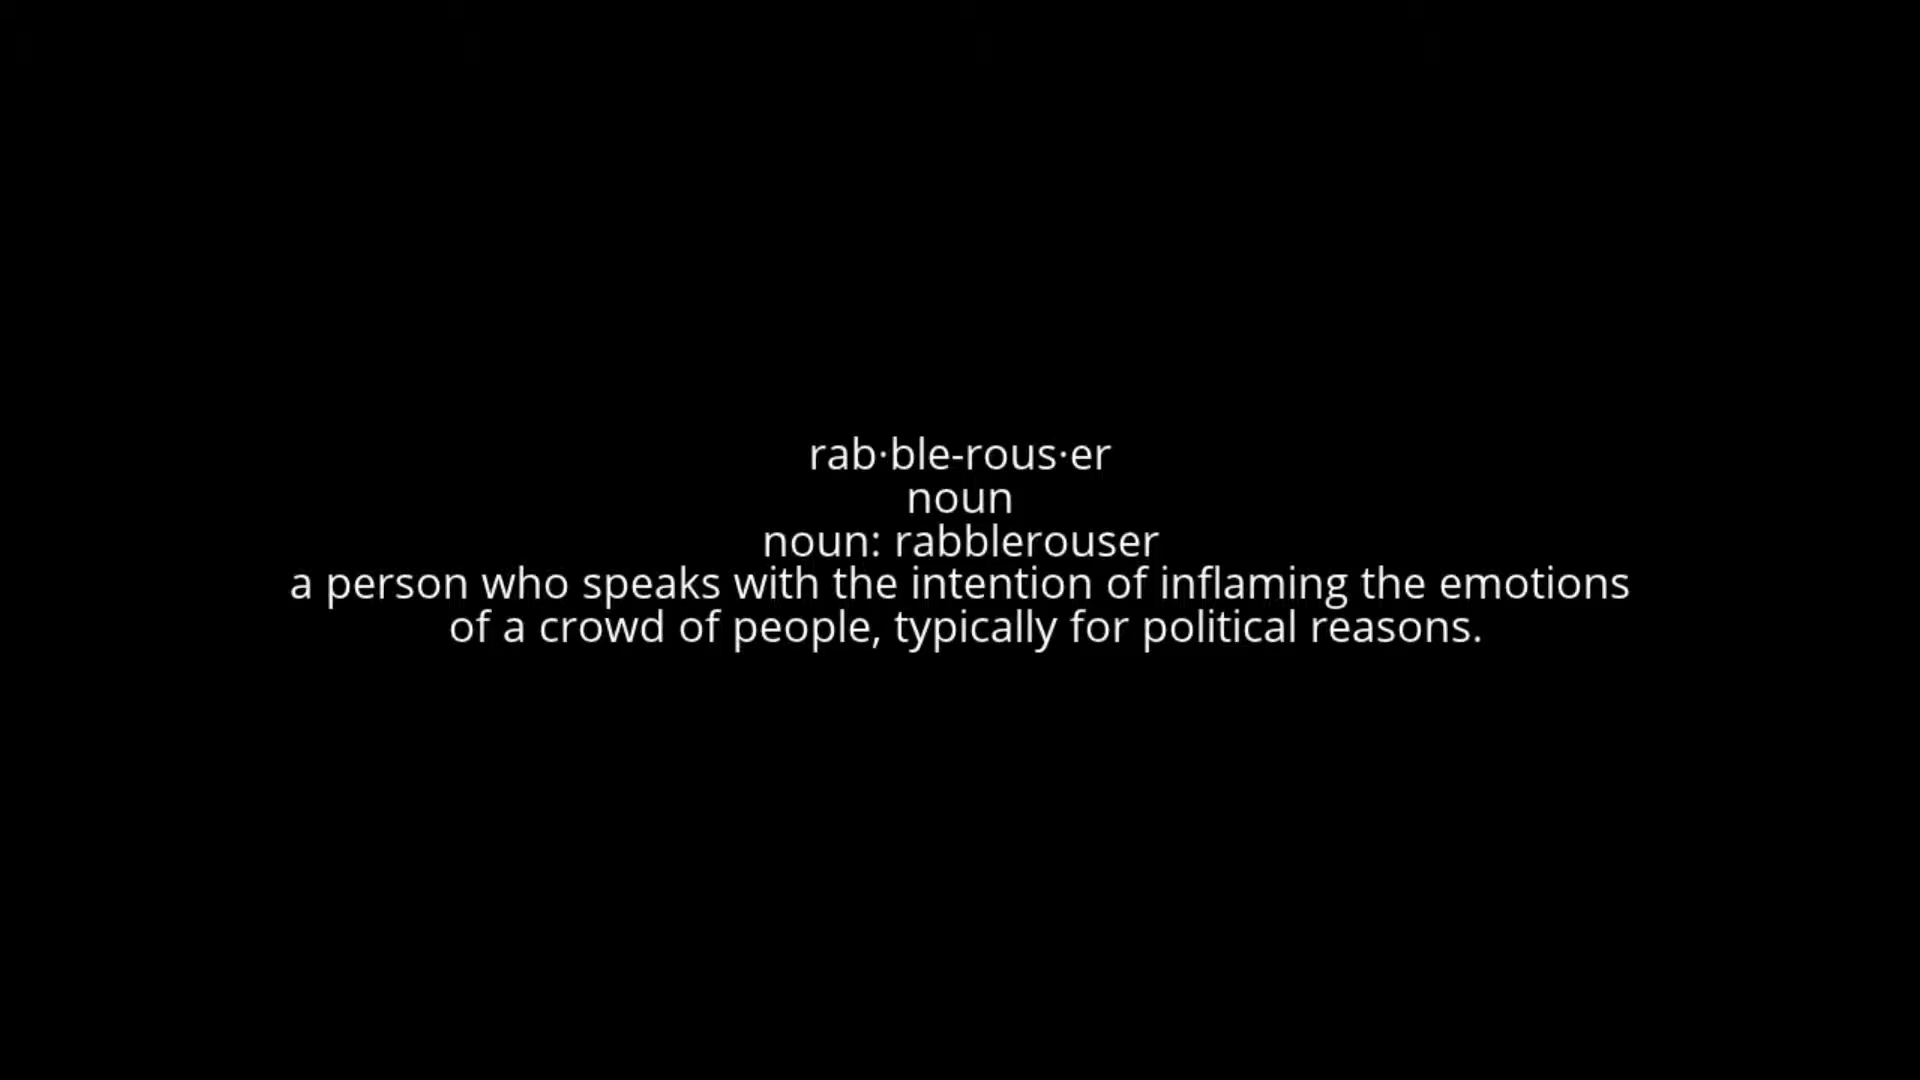 rab·ble-rous·er
noun
noun: rabblerouser
a person who speaks with the intention of inflaming the emotions
of a crowd of people, typically for political reasons.